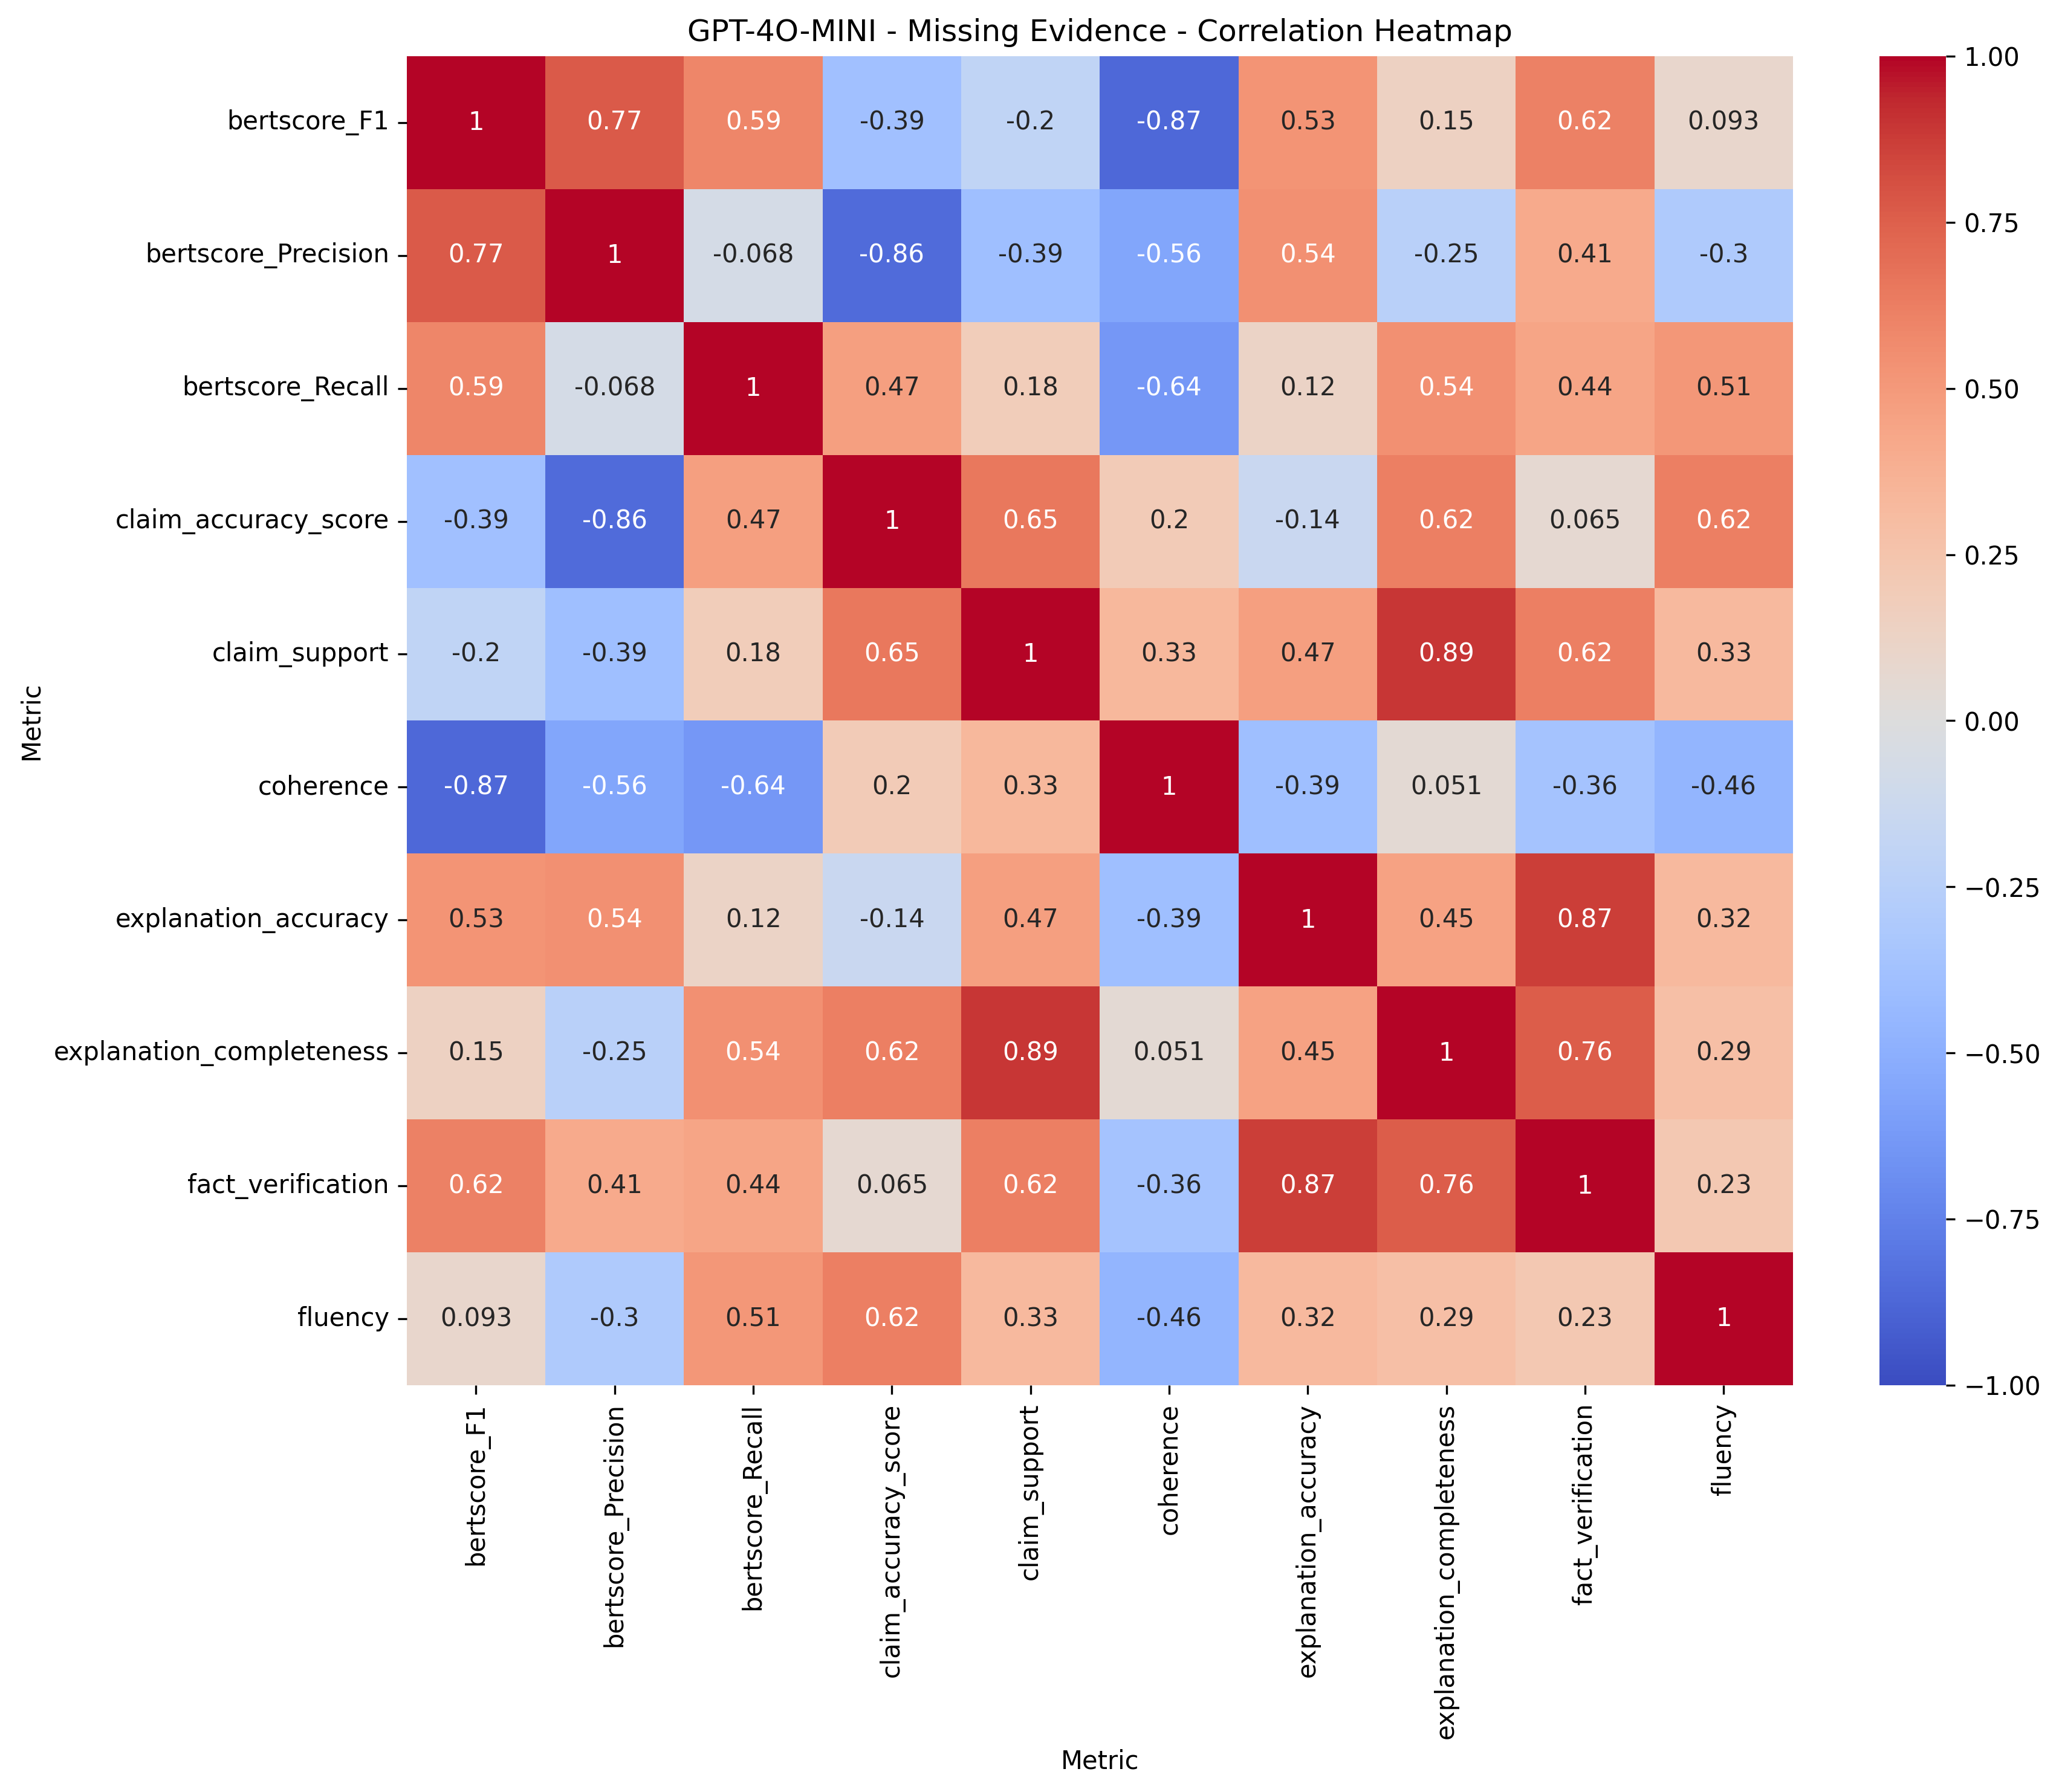 GPT-4O-MINI - Missing Evidence - Correlation Heatmap
bertscore_F1 1 0.77 0.59 -0.39 -0.2 -0.87 0.53 0.15 0.62 0.093
bertscore_Precision 0.77 1 -0.068 -0.86 -0.39 -0.56 0.54 -0.25 0.41 -0.3
bertscore_Recall 0.59 -0.068 1 0.47 0.18 -0.64 0.12 0.54 0.44 0.51
claim_accuracy_score -0.39 -0.86 0.47 1 0.65 0.2 -0.14 0.62 0.065 0.62
claim_support -0.2 -0.39 0.18 0.65 1 0.33 0.47 0.89 0.62 0.33
coherence -0.87 -0.56 -0.64 0.2 0.33 1 -0.39 0.051 -0.36 -0.46
explanation_accuracy 0.53 0.54 0.12 -0.14 0.47 -0.39 1 0.45 0.87 0.32
explanation_completeness 0.15 -0.25 0.54 0.62 0.89 0.051 0.45 1 0.76 0.29
fact_verification 0.62 0.41 0.44 0.065 0.62 -0.36 0.87 0.76 1 0.23
fluency 0.093 -0.3 0.51 0.62 0.33 -0.46 0.32 0.29 0.23 1
Metric
bertscore_F1
bertscore_Precision
bertscore_Recall
claim_accuracy_score
claim_support
coherence
explanation_accuracy
explanation_completeness
fact_verification
fluency
Metric
1.00
0.75
0.50
0.25
0.00
−0.25
−0.50
−0.75
−1.00